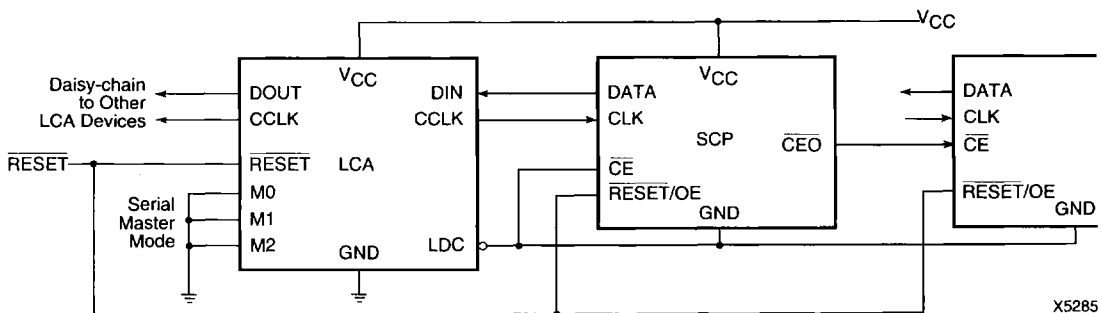 VCC
Daisy-chain
to Other
LCA Devices
DOUT
CCLK
VCC
DIN
CCLK
RESET
RESET
LCA
Serial
Master
Mode
M0
M1
M2
LDC
GND
VCC
DATA
CLK
SCP
CEO
CE
RESET/OE
GND
DATA
CLK
CE
RESET/OE
GND
X5285